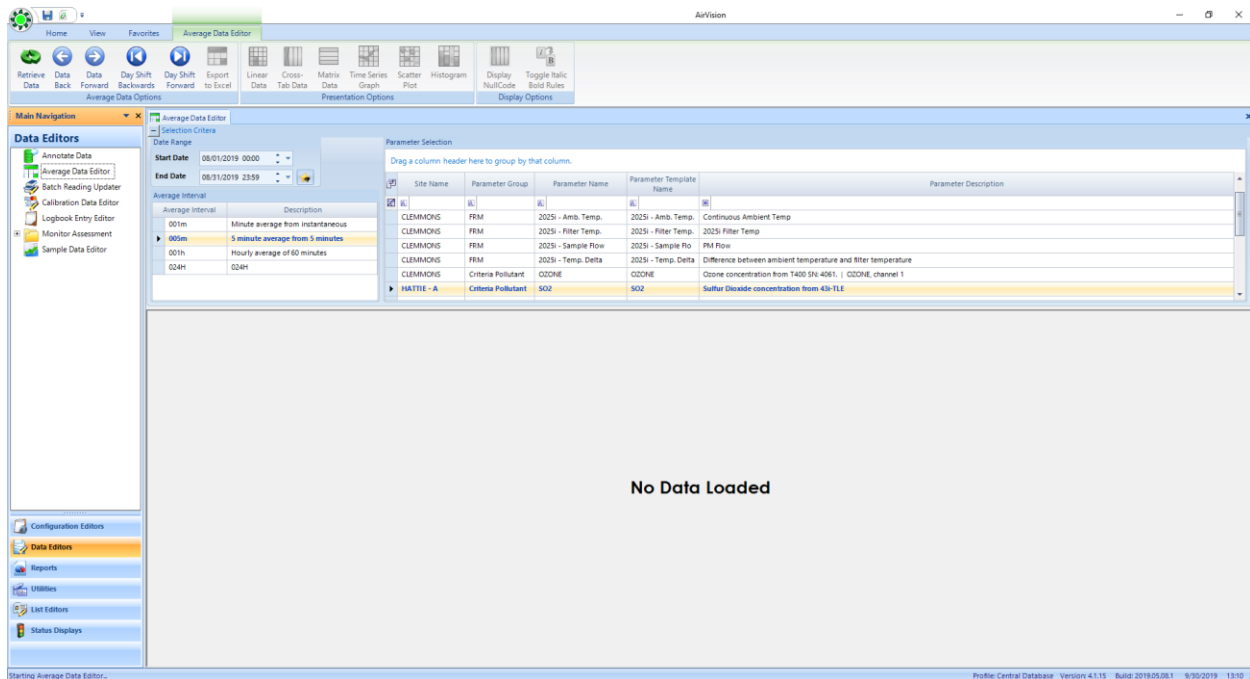 AirVision
Home View Favorites Average Data Editor
Retrieve Data
Data Back
Data Forward
Day Shift Backwards
Day Shift Forward
Export to Excel
Linear Data
Cross-Tab Data
Matrix Data
Time Series Graph
Scatter Plot
Histogram
Display NullCode
Toggle Italic Bold Rules
Average Data Options
Presentation Options
Display Options
Main Navigation
Data Editors
Annotate Data
Average Data Editor
Batch Reading Updater
Calibration Data Editor
Logbook Entry Editor
Monitor Assessment
Sample Data Editor
Configuration Editors
Data Editors
Reports
Utilities
List Editors
Status Displays
Average Data Editor
Selection Critera
Date Range
Start Date 08/01/2019 00:00
End Date 08/31/2019 23:59
Average Interval
Average Interval Description
001m Minute average from instantaneous
005m 5 minute average from 5 minutes
001h Hourly average of 60 minutes
024H 024H
Parameter Selection
Drag a column header here to group by that column.
Site Name Parameter Group Parameter Name Parameter Template Name Parameter Description
CLEMMONS FRM 2025i - Amb. Temp. 2025i - Amb. Temp. Continuous Ambient Temp
CLEMMONS FRM 2025i - Filter Temp. 2025i - Filter Temp. 2025i Filter Temp
CLEMMONS FRM 2025i - Sample Flow 2025i - Sample Flo PM Flow
CLEMMONS FRM 2025i - Temp. Delta 2025i - Temp. Delta Difference between ambient temperature and filter temperature
CLEMMONS Criteria Pollutant OZONE OZONE Ozone concentration from T400 SN: 4061. | OZONE, channel 1
HATTIE - A Criteria Pollutant SO2 SO2 Sulfur Dioxide concentration from 43i-TLE
No Data Loaded
Starting Average Data Editor...
Profile: Central Database Version: 4.1.15 Build: 2019.05.08.1 9/30/2019 13:10